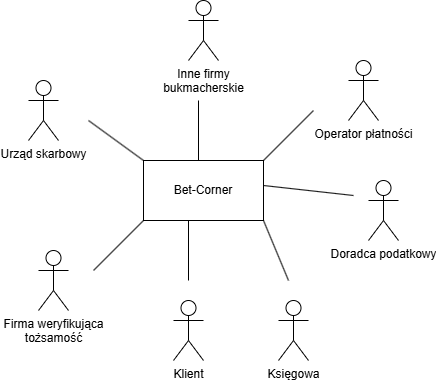 Inne firmy
bukmacherskie
Operator płatności
Urząd skarbowy
Bet-Corner
Doradca podatkowy
Firma weryfikująca
tożsamość
Klient
Księgowa